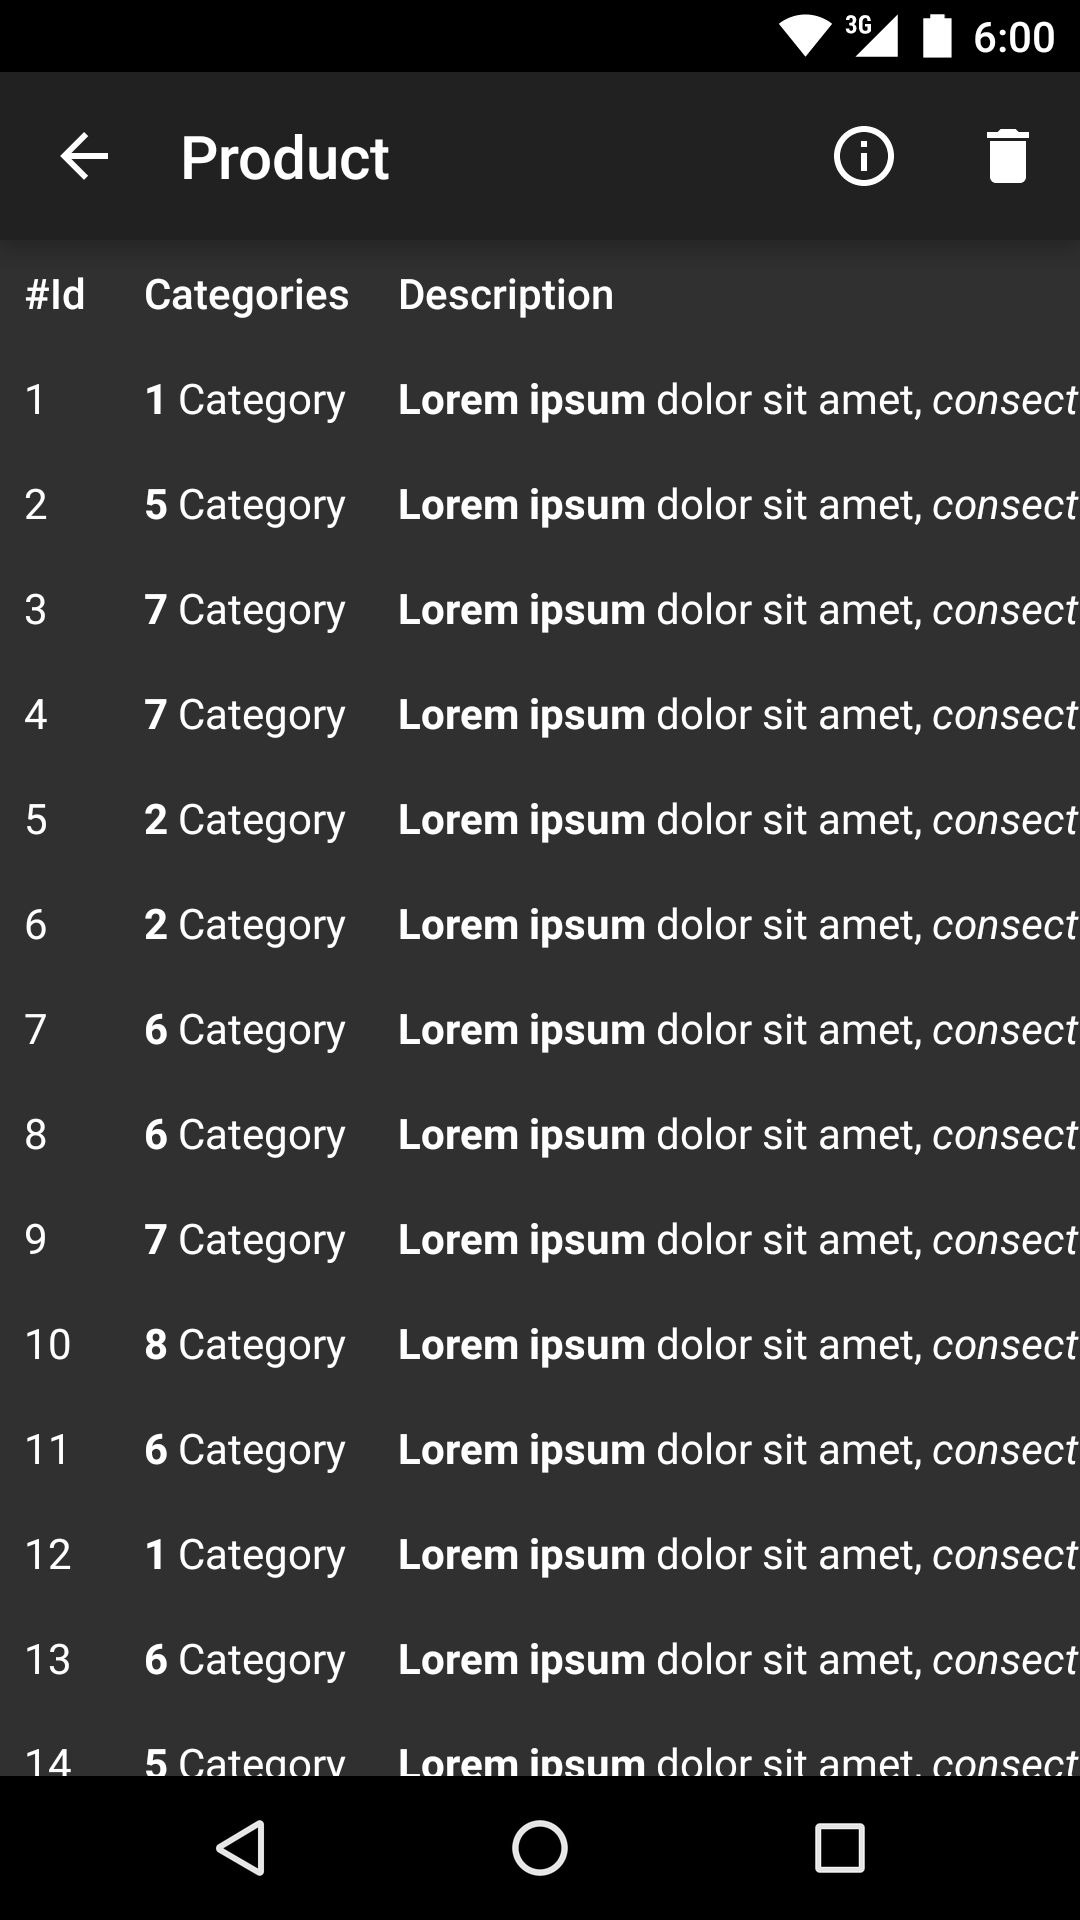 3G 6:00
Product
#Id Categories Description
1 1 Category Lorem ipsum dolor sit amet, consect
2 5 Category Lorem ipsum dolor sit amet, consect
3 7 Category Lorem ipsum dolor sit amet, consect
4 7 Category Lorem ipsum dolor sit amet, consect
5 2 Category Lorem ipsum dolor sit amet, consect
6 2 Category Lorem ipsum dolor sit amet, consect
7 6 Category Lorem ipsum dolor sit amet, consect
8 6 Category Lorem ipsum dolor sit amet, consect
9 7 Category Lorem ipsum dolor sit amet, consect
10 8 Category Lorem ipsum dolor sit amet, consect
11 6 Category Lorem ipsum dolor sit amet, consect
12 1 Category Lorem ipsum dolor sit amet, consect
13 6 Category Lorem ipsum dolor sit amet, consect
14 5 Category Lorem ipsum dolor sit amet, consect